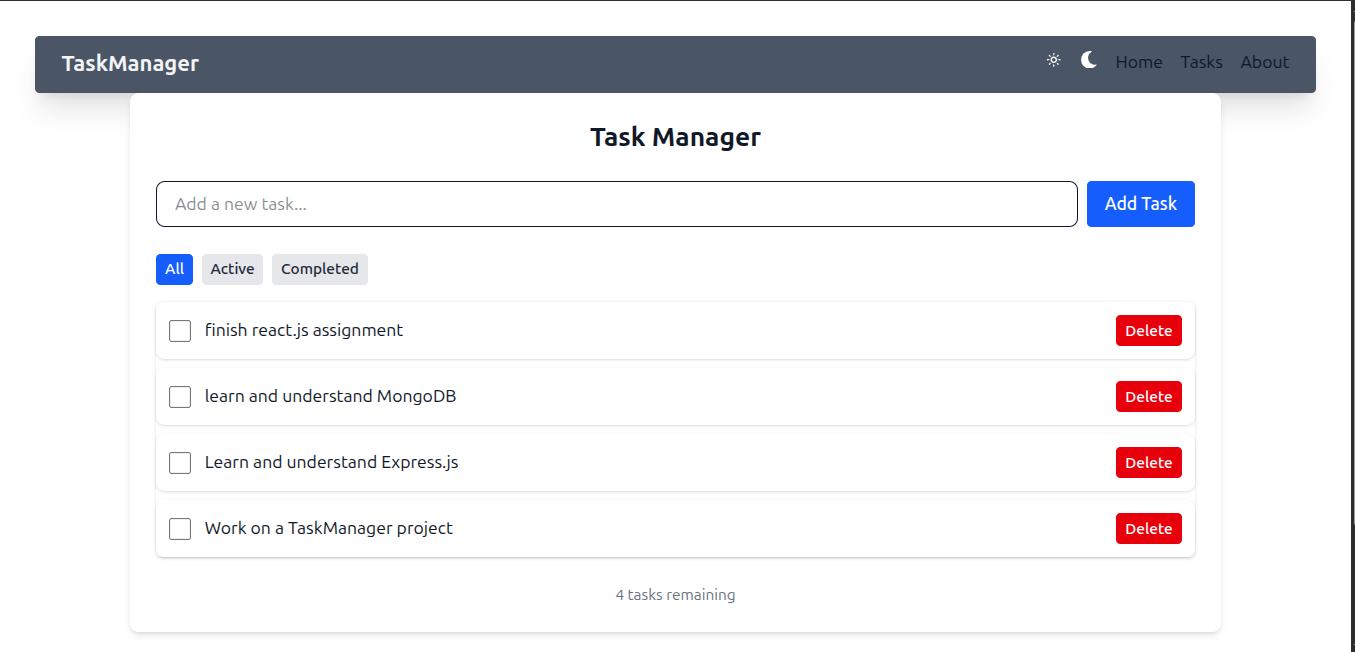 TaskManager Home Tasks About
Task Manager
Add a new task... Add Task
All Active Completed
finish react.js assignment Delete
learn and understand MongoDB Delete
Learn and understand Express.js Delete
Work on a TaskManager project Delete
4 tasks remaining